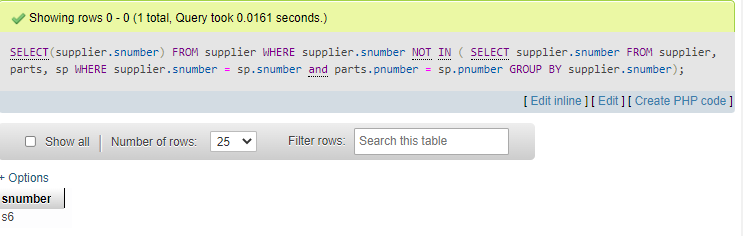 Showing rows 0 - 0 (1 total, Query took 0.0161 seconds.)
SELECT(supplier.snumber) FROM supplier WHERE supplier.snumber NOT IN ( SELECT supplier.snumber FROM supplier,
parts, sp WHERE supplier.snumber = sp.snumber and parts.pnumber = sp.pnumber GROUP BY supplier.snumber);
[ Edit inline ] [ Edit ] [ Create PHP code ]
Show all | Number of rows: 25 Filter rows: Search this table
+ Options
snumber
s6